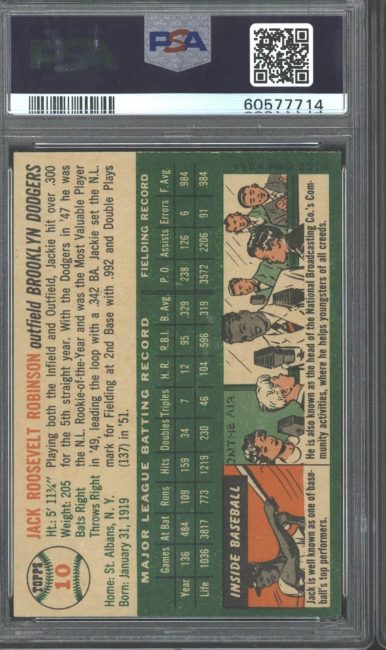 PSA
PSA
60577714
TOPPS
10
JACK ROOSEVELT ROBINSON outfield BROOKLYN DODGERS
Ht.: 5' 11¾"
Weight: 205
Bats Right
Throws Right
Home: St. Albans, N. Y.
Born: January 31, 1919
Playing both the Infield and Outfield, Jackie hit over .300
for the 5th straight year. With the Dodgers in '47 he was
the N.L. Rookie-of-the-Year and was the Most Valuable Player
in '49, leading the loop with a .342 BA. Jackie set the N.L.
mark for Fielding at 2nd Base with .992 and Double Plays
(137) in '51.
MAJOR LEAGUE BATTING RECORD FIELDING RECORD
Games At Bat Runs Hits Doubles Triples H. R. R.B.I. B. Avg. P. O. Assists Errors F. Avg.
Year 136 484 109 159 34 7 12 95 .329 238 126 6 .984
Life 1036 3817 773 1219 230 46 104 596 .319 3572 2206 91 .984
INSIDE BASEBALL
ON THE AIR
Jack is well known as one of base-
ball's top performers.
He is also known as the head of the National Broadcasting Co.'s Com-
munity activities, where he helps youngsters of all creeds.